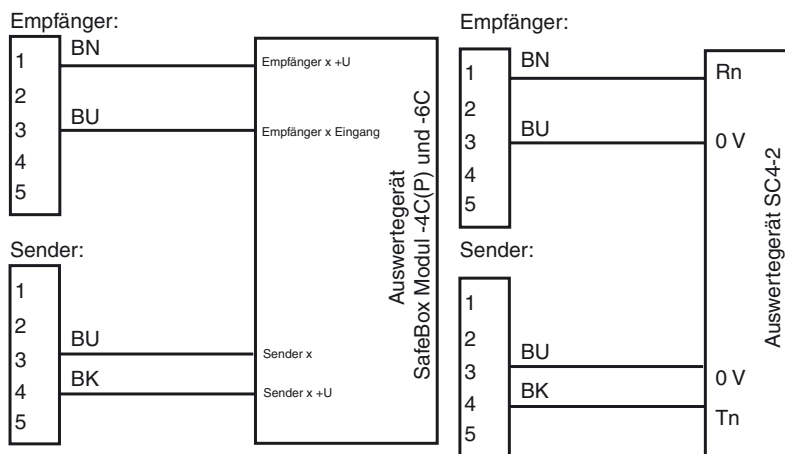 Empfänger:
1
2
3
4
5
BN
BU
Sender:
1
2
3
4
5
BU
BK
Empfänger x +U
Empfänger x Eingang
Sender x
Sender x +U
Auswertegerät
SafeBox Modul -4C(P) und -6C
Empfänger:
1
2
3
4
5
BN
BU
Sender:
1
2
3
4
5
BU
BK
Rn
0 V
0 V
Tn
Auswertegerät SC4-2